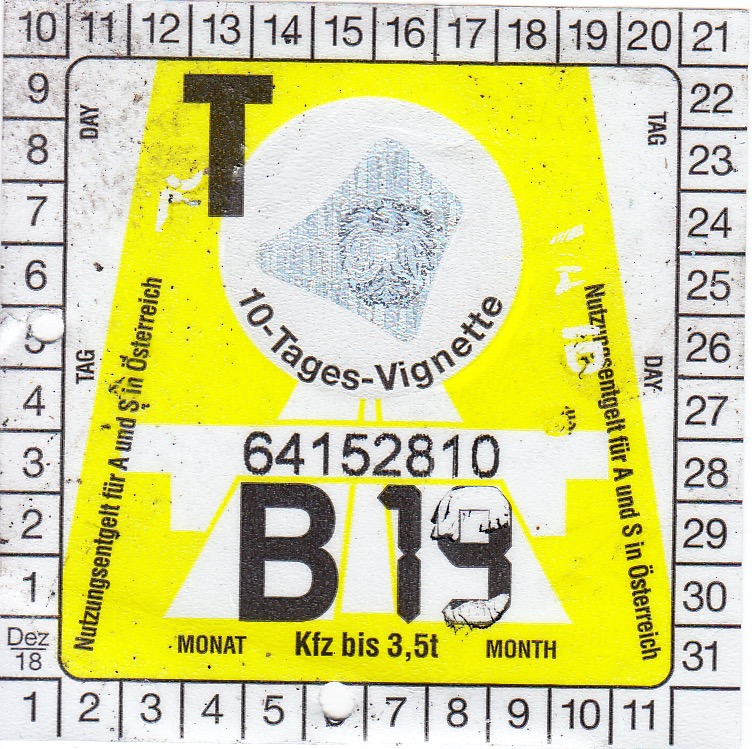 10 11 12 13 14 15 16 17 18 19 20 21
9
8
7
6
5
4
3
2
1
Dez
18
22
23
24
25
26
27
28
29
30
31
DAY
TAG
TAG
DAY
T
10-Tages-Vignette
Nutzungsentgelt für A und S in Österreich
Nutzungsentgelt für A und S in Österreich
64152810
B 19
MONAT Kfz bis 3,5t MONTH
1 2 3 4 5 7 8 9 10 11